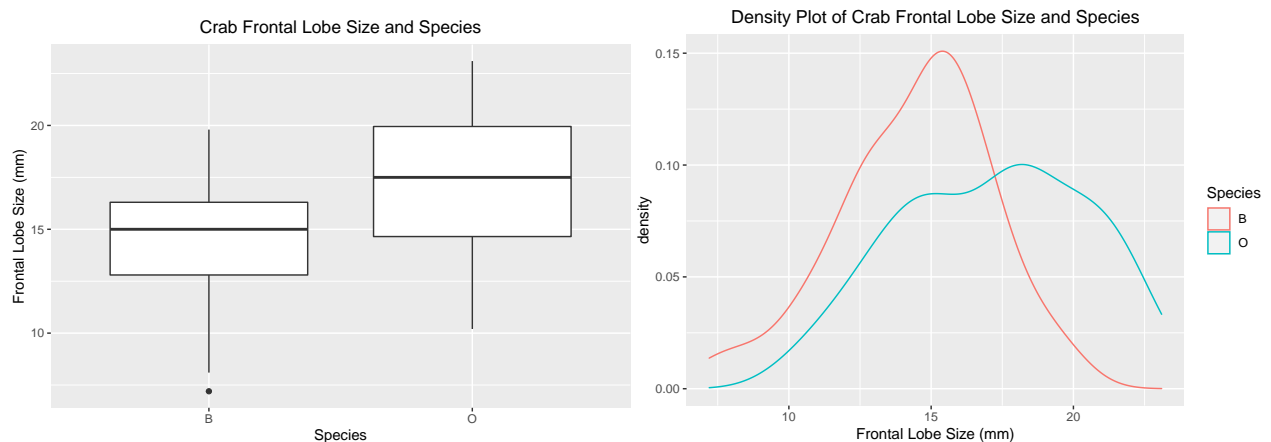 Crab Frontal Lobe Size and Species
Frontal Lobe Size (mm)
20
15
10
B
O
Species
Density Plot of Crab Frontal Lobe Size and Species
density
0.15
0.10
0.05
0.00
10
15
20
Frontal Lobe Size (mm)
Species
B
O